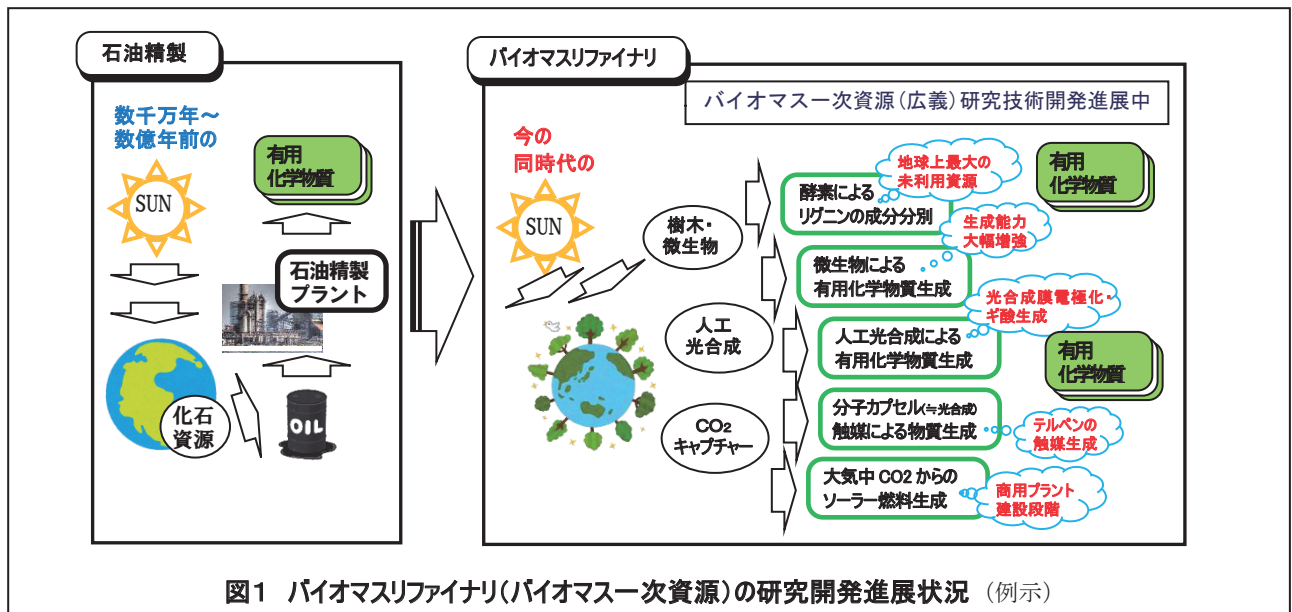 石油精製
数千万年～
数億年前の
SUN
有用
化学物質
石油精製
プラント
化石
資源
OIL
バイオマスリファイナリ
バイオマス一次資源（広義）研究技術開発進展中
今の
同時代の
SUN
樹木・
微生物
人工
光合成
CO₂
キャプチャー
酵素による
リグニンの成分分別
地球上最大の
未利用資源
有用
化学物質
微生物による
有用化学物質生成
生成能力
大幅増強
人工光合成による
有用化学物質生成
光合成膜電極化・
ギ酸生成
有用
化学物質
分子カプセル(≒光合成)
触媒による物質生成
テルペンの
触媒生成
大気中 CO2 からの
ソーラー燃料生成
商用プラント
建設段階
図1 バイオマスリファイナリ(バイオマス一次資源)の研究開発進展状況（例示）